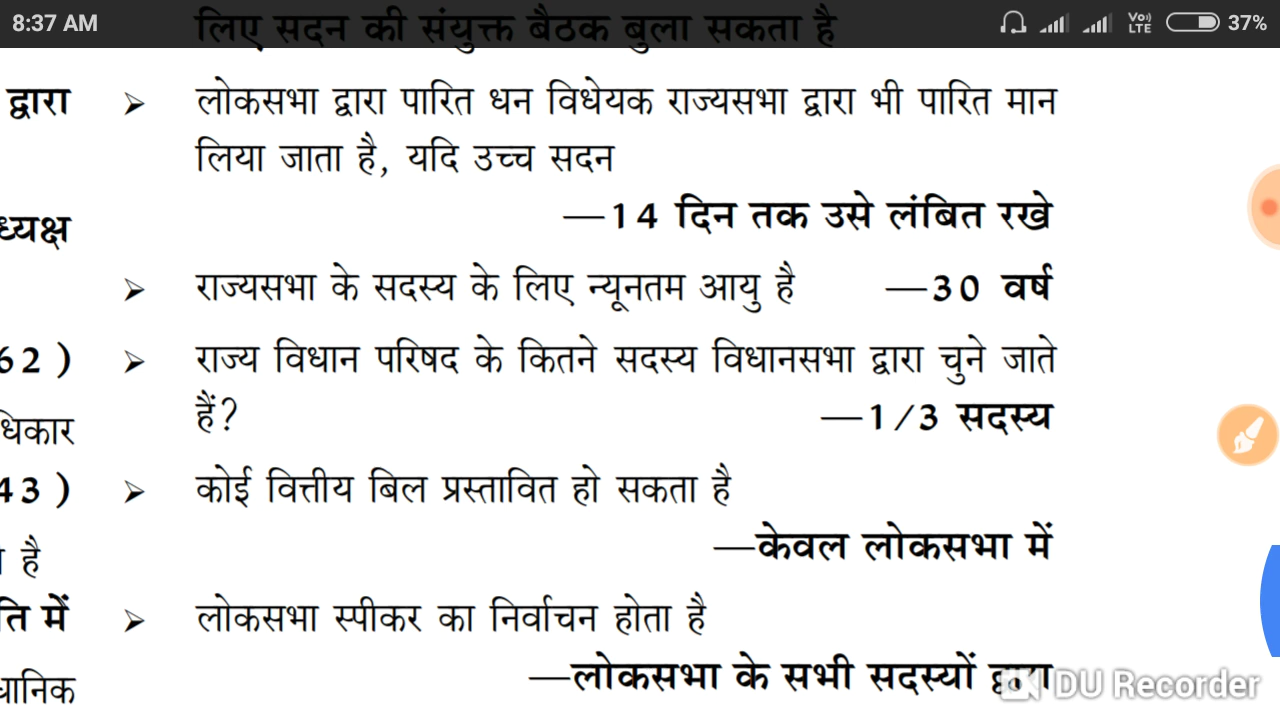 8:37 AM
Vo)) LTE
37%
लिए सदन की संयुक्त बैठक बुला सकता है
द्वारा
➢ लोकसभा द्वारा पारित धन विधेयक राज्यसभा द्वारा भी पारित मान
लिया जाता है, यदि उच्च सदन
—14 दिन तक उसे लंबित रखे
ध्यक्ष
➢ राज्यसभा के सदस्य के लिए न्यूनतम आयु है —30 वर्ष
62 )
➢ राज्य विधान परिषद के कितने सदस्य विधानसभा द्वारा चुने जाते
हैं? —1/3 सदस्य
धिकार
43 )
➢ कोई वित्तीय बिल प्रस्तावित हो सकता है
—केवल लोकसभा में
है
ति में
➢ लोकसभा स्पीकर का निर्वाचन होता है
—लोकसभा के सभी सदस्यों द्वारा
धानिक
DU Recorder